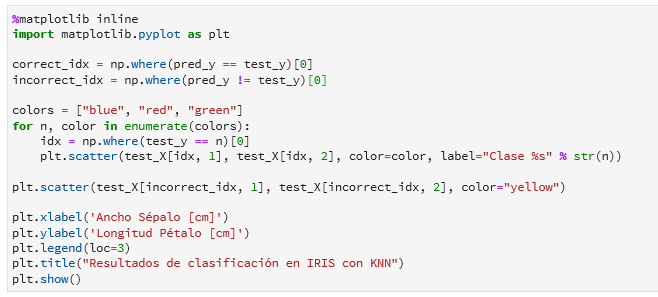 %matplotlib inline
import matplotlib.pyplot as plt

correct_idx = np.where(pred_y == test_y)[0]
incorrect_idx = np.where(pred_y != test_y)[0]

colors = ["blue", "red", "green"]
for n, color in enumerate(colors):
    idx = np.where(test_y == n)[0]
    plt.scatter(test_X[idx, 1], test_X[idx, 2], color=color, label="Clase %s" % str(n))

plt.scatter(test_X[incorrect_idx, 1], test_X[incorrect_idx, 2], color="yellow")

plt.xlabel('Ancho Sépalo [cm]')
plt.ylabel('Longitud Pétalo [cm]')
plt.legend(loc=3)
plt.title("Resultados de clasificación en IRIS con KNN")
plt.show()